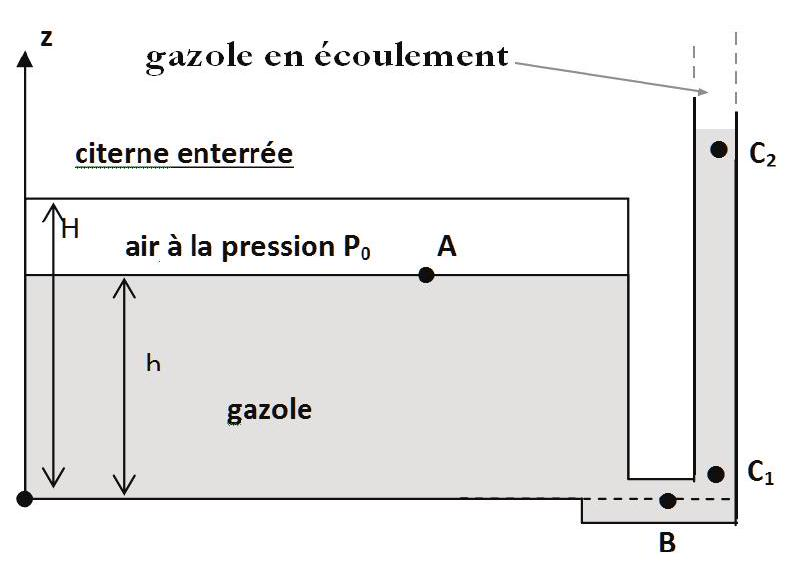 z
gazole en écoulement
citerne enterrée
C₂
H
air à la pression P₀
A
h
gazole
C₁
B